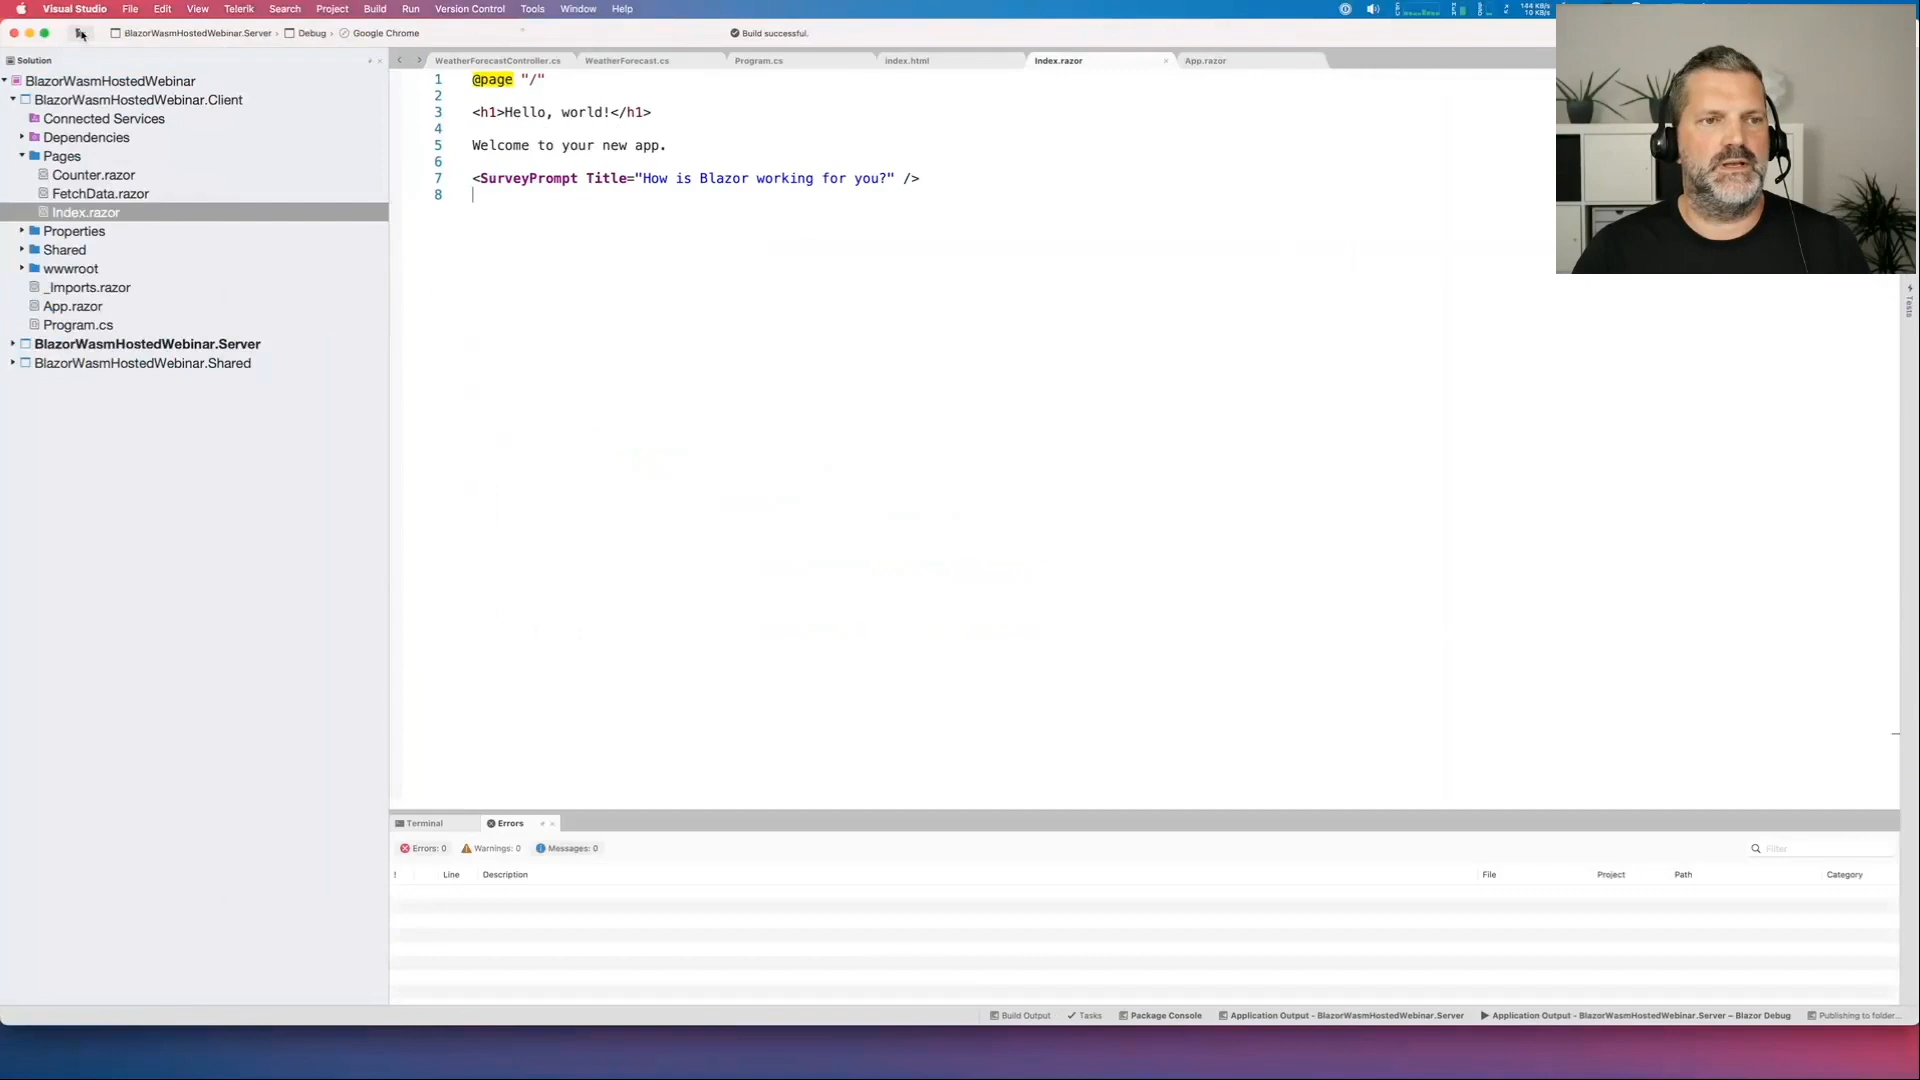 Visual Studio File Edit View Telerik Search Project Build Run Version Control Tools Window Help
144 KB/s
10 KB/s
BlazorWasmHostedWebinar.Server › Debug › Google Chrome
Build successful.
Solution
BlazorWasmHostedWebinar
BlazorWasmHostedWebinar.Client
Connected Services
Dependencies
Pages
Counter.razor
FetchData.razor
Index.razor
Properties
Shared
wwwroot
_Imports.razor
App.razor
Program.cs
BlazorWasmHostedWebinar.Server
BlazorWasmHostedWebinar.Shared
WeatherForecastController.cs WeatherForecast.cs Program.cs index.html Index.razor App.razor
1 @page "/"
2
3 <h1>Hello, world!</h1>
4
5 Welcome to your new app.
6
7 <SurveyPrompt Title="How is Blazor working for you?" />
8
Tests
Terminal Errors
Errors: 0 Warnings: 0 Messages: 0 Filter
! Line Description File Project Path Category
Build Output Tasks Package Console Application Output - BlazorWasmHostedWebinar.Server Application Output - BlazorWasmHostedWebinar.Server – Blazor Debug Publishing to folder...